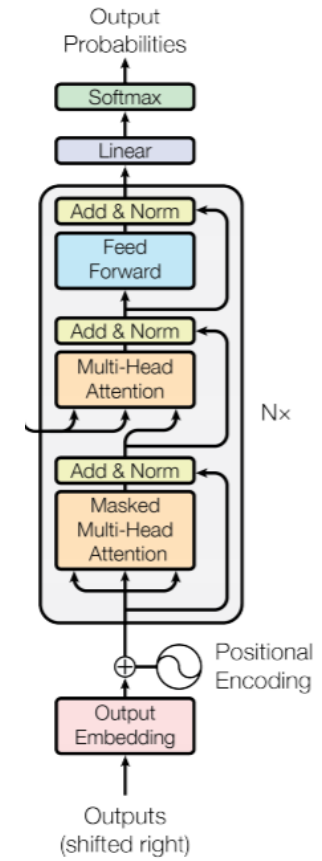 Output
Probabilities
Softmax
Linear
Add & Norm
Feed
Forward
Add & Norm
Multi-Head
Attention
N×
Add & Norm
Masked
Multi-Head
Attention
Positional
Encoding
Output
Embedding
Outputs
(shifted right)